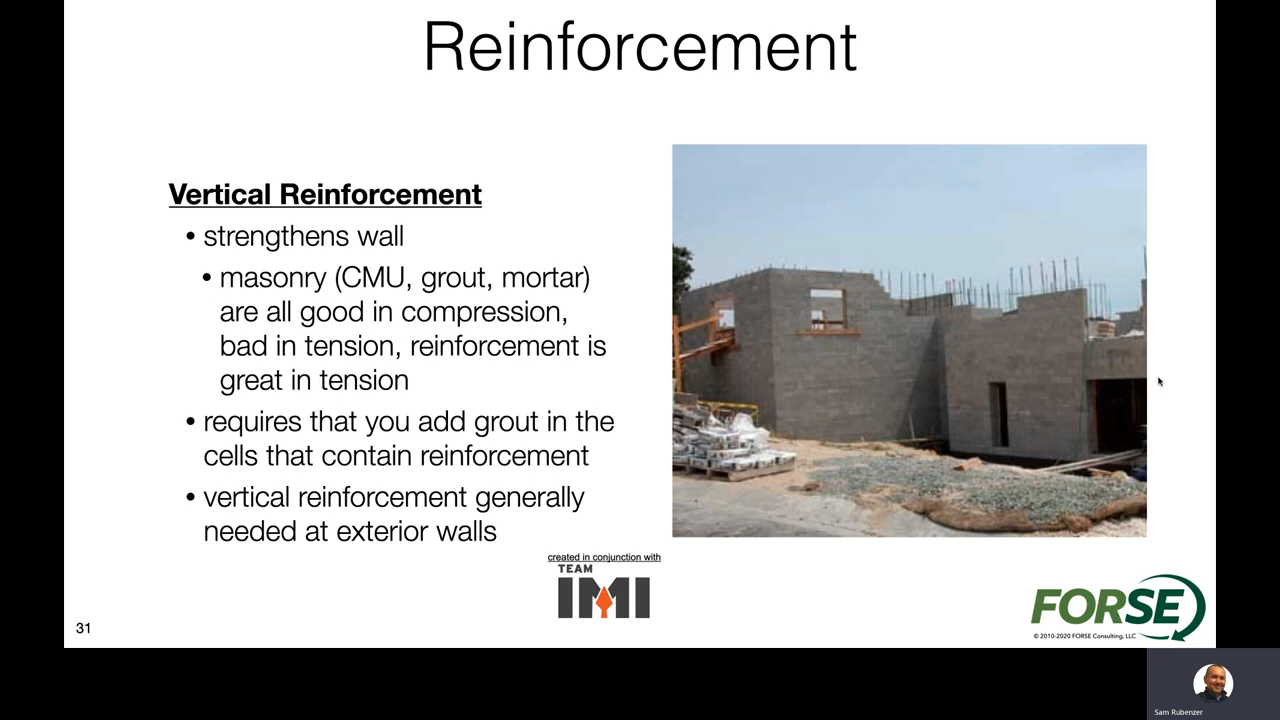 Reinforcement
Vertical Reinforcement
• strengthens wall
• masonry (CMU, grout, mortar)
are all good in compression,
bad in tension, reinforcement is
great in tension
• requires that you add grout in the
cells that contain reinforcement
• vertical reinforcement generally
needed at exterior walls
created in conjunction with
TEAM
IMI
FORSE
© 2010-2020 FORSE Consulting, LLC
31
Sam Rubenzer